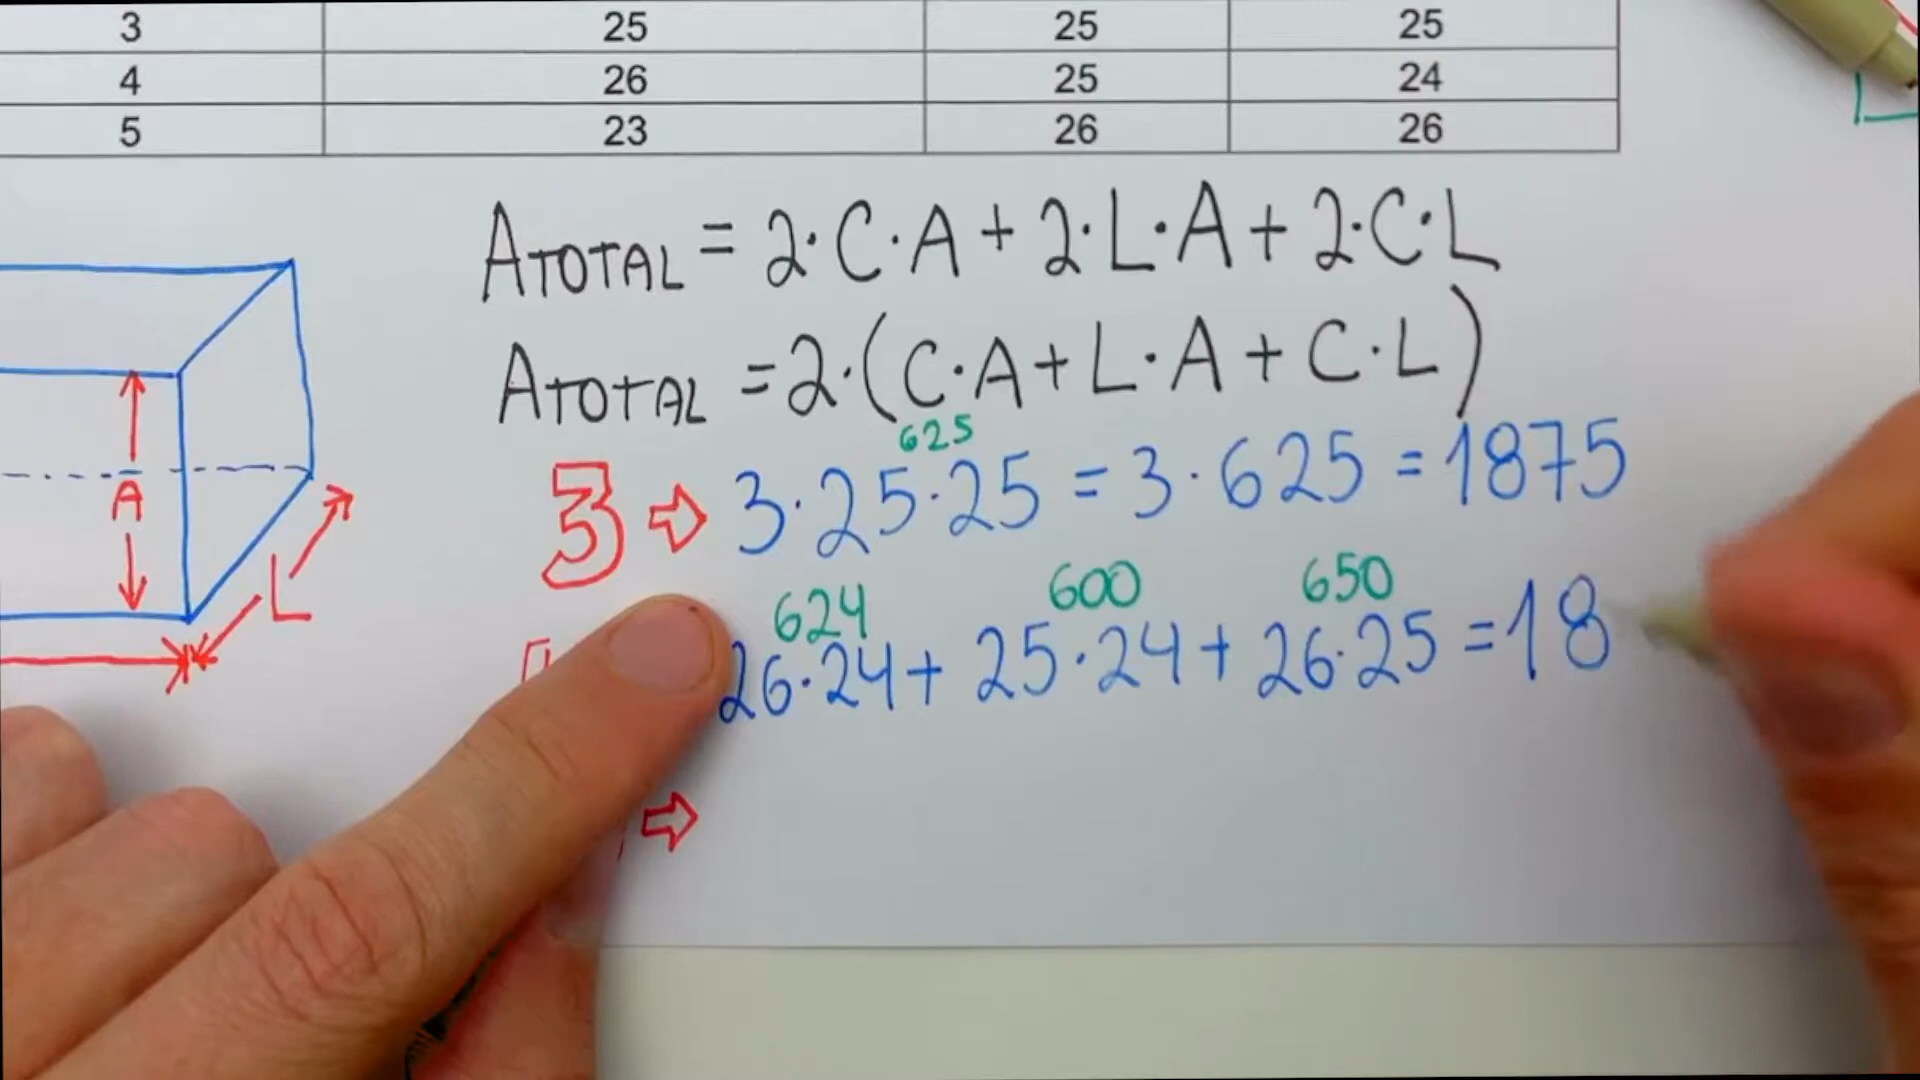 3 25 25 25
4 26 25 24
5 23 26 26
ATOTAL = 2·C·A + 2·L·A + 2·C·L
ATOTAL = 2·(C·A + L·A + C·L)
625
3 ⇨ 3·25·25 = 3·625 = 1875
624 600 650
26·24 + 25·24 + 26·25 = 18
⇨
A
L